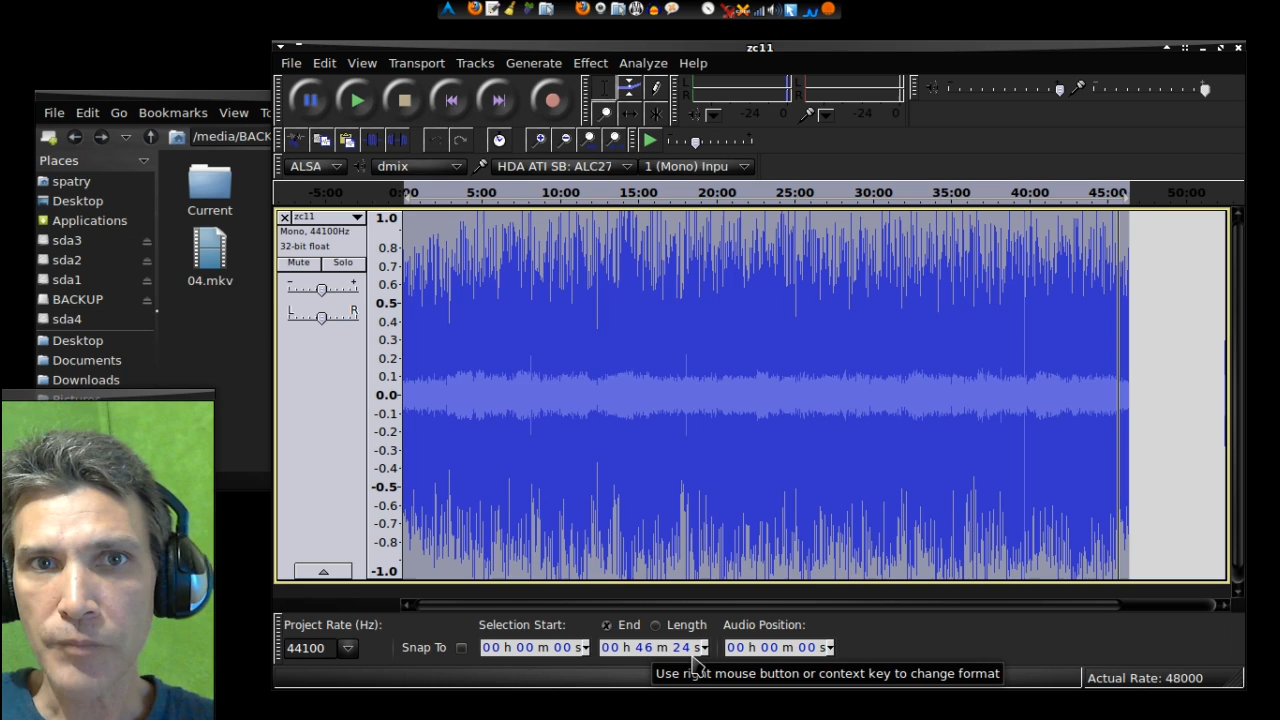 zc11
File Edit View Transport Tracks Generate Effect Analyze Help
File Edit Go Bookmarks View
/media/BACK
L
R
-24 0
L
R
-24 0
ALSA dmix HDA ATI SB: ALC27 1 (Mono) Inpu
-5:00 0:00 5:00 10:00 15:00 20:00 25:00 30:00 35:00 40:00 45:00 50:00
Places
spatry
Desktop
Applications
sda3
sda2
sda1
BACKUP
sda4
Desktop
Documents
Downloads
Current
04.mkv
zc11
Mono, 44100Hz
32-bit float
Mute Solo
- +
L R
1.0
0.8
0.7
0.6
0.5
0.4
0.3
0.2
0.1
0.0
-0.1
-0.2
-0.3
-0.4
-0.5
-0.6
-0.7
-0.8
-1.0
Project Rate (Hz): Selection Start: End Length Audio Position:
44100 Snap To 00 h 00 m 00 s 00 h 46 m 24 s 00 h 00 m 00 s
Use right mouse button or context key to change format
Actual Rate: 48000